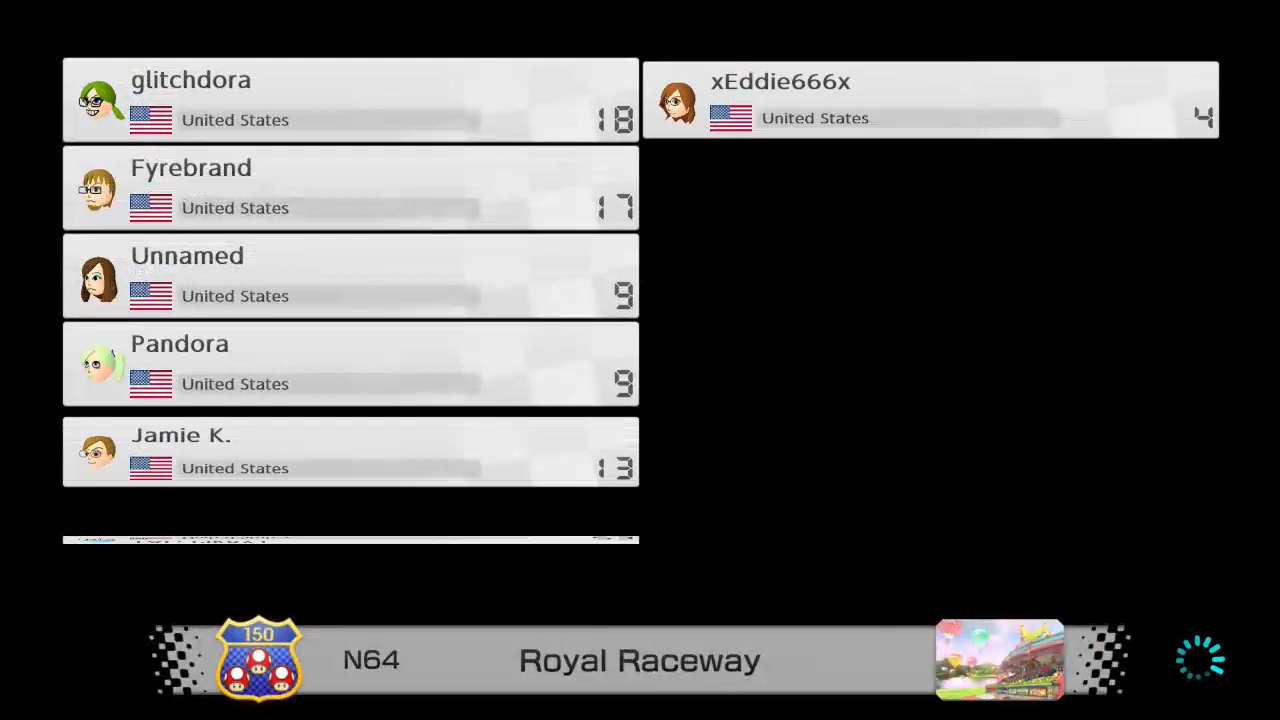 glitchdora
United States
18
Fyrebrand
United States
17
Unnamed
United States
9
Pandora
United States
9
Jamie K.
United States
13
xEddie666x
United States
4
150
N64
Royal Raceway